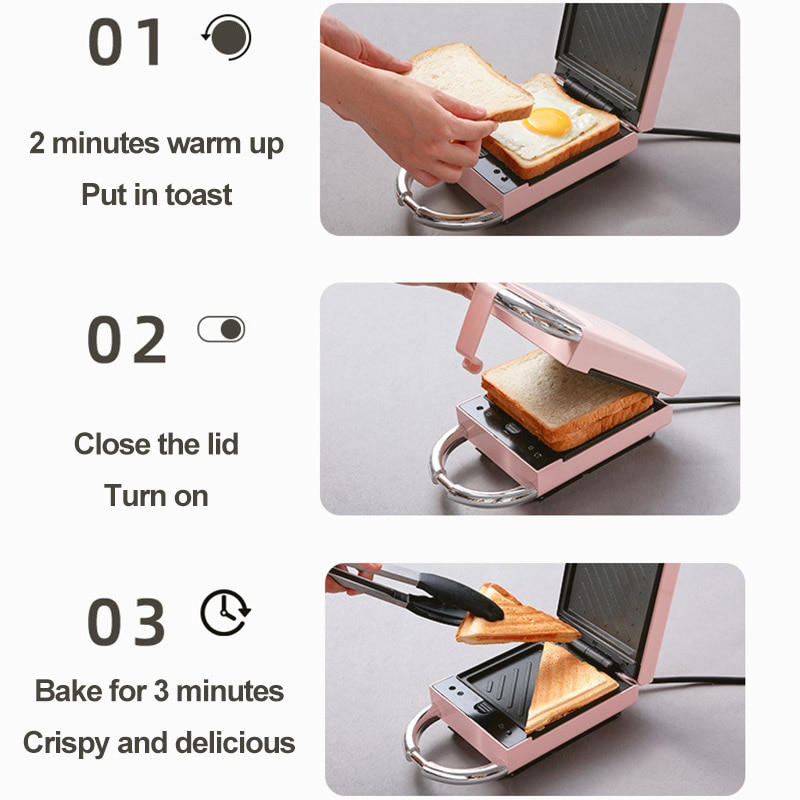 01
2 minutes warm up
Put in toast
02
Close the lid
Turn on
03
Bake for 3 minutes
Crispy and delicious